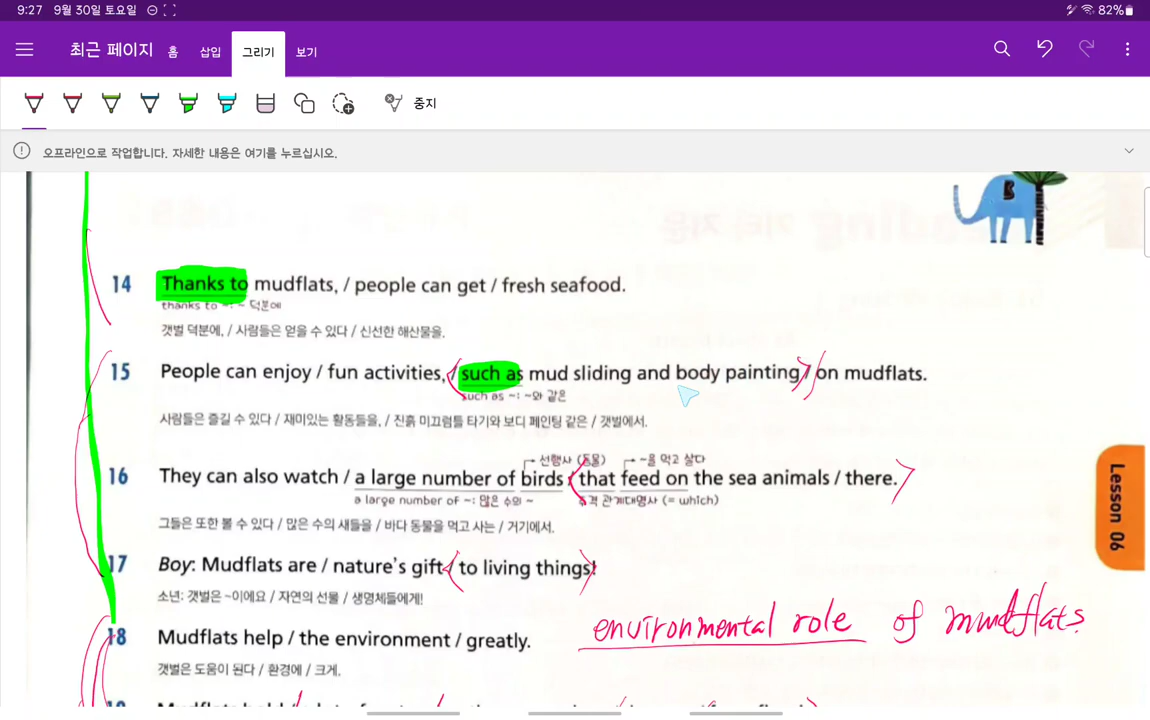 9:27 9월 30일 토요일 82%
최근 페이지 홈 삽입 그리기 보기
중지
오프라인으로 작업합니다. 자세한 내용은 여기를 누르십시오.
B
14 Thanks to mudflats, / people can get / fresh seafood.
thanks to ~: ~ 덕분에
갯벌 덕분에, / 사람들은 얻을 수 있다 / 신선한 해산물을.
15 People can enjoy / fun activities, / such as mud sliding and body painting / on mudflats.
such as ~: ~와 같은
사람들은 즐길 수 있다 / 재미있는 활동들을, / 진흙 미끄럼틀 타기와 보디 페인팅 같은 / 갯벌에서.
선행사 (동물) ~을 먹고 살다
16 They can also watch / a large number of birds / that feed on the sea animals / there.
a large number of ~: 많은 수의 ~ 주격 관계대명사 (= which)
그들은 또한 볼 수 있다 / 많은 수의 새들을 / 바다 동물을 먹고 사는 / 거기에서.
Lesson 06
17 Boy: Mudflats are / nature's gift / to living things!
소년: 갯벌은 ~이에요 / 자연의 선물 / 생명체들에게!
environmental role of mudflats
18 Mudflats help / the environment / greatly.
갯벌은 도움이 된다 / 환경에 / 크게.